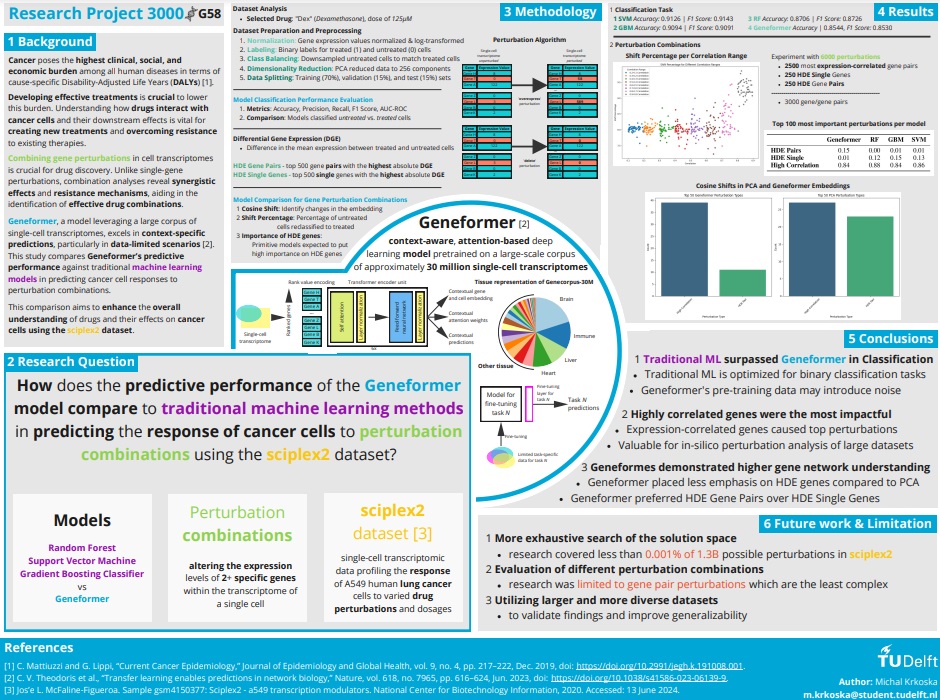 Research Project 3000 G58
1 Background
Cancer poses the highest clinical, social, and
economic burden among all human diseases in terms of
cause-specific Disability-Adjusted Life Years (DALYs) [1].
Developing effective treatments is crucial to lower
this burden. Understanding how drugs interact with
cancer cells and their downstream effects is vital for
creating new treatments and overcoming resistance
to existing therapies.
Combining gene perturbations in cell transcriptomes
is crucial for drug discovery. Unlike single-gene
perturbations, combination analyses reveal synergistic
effects and resistance mechanisms, aiding in the
identification of effective drug combinations.
Geneformer, a model leveraging a large corpus of
single-cell transcriptomes, excels in context-specific
predictions, particularly in data-limited scenarios [2].
This study compares Geneformer's predictive
performance against traditional machine learning
models in predicting cancer cell responses to
perturbation combinations.
This comparison aims to enhance the overall
understanding of drugs and their effects on cancer
cells using the sciplex2 dataset.
3 Methodology
Dataset Analysis
• Selected Drug: "Dex" (Dexamethasone), dose of 125µM
Dataset Preparation and Preprocessing
1. Normalization: Gene expression values normalized & log-transformed
2. Labeling: Binary labels for treated (1) and untreated (0) cells
3. Class Balancing: Downsampled untreated cells to match treated cells
4. Dimensionality Reduction: PCA reduced data to 256 components
5. Data Splitting: Training (70%), validation (15%), and test (15%) sets
Model Classification Performance Evaluation
1. Metrics: Accuracy, Precision, Recall, F1 Score, AUC-ROC
2. Comparison: Models classified untreated vs. treated cells
Differential Gene Expression (DGE)
• Difference in the mean expression between untreated and treated cells
HDE Gene Pairs - top 500 gene pairs with the highest absolute DGE
HDE Single Genes - top 500 single genes with the highest absolute DGE
Model Comparison for Gene Perturbation Combinations
1 Cosine Shift: Identify changes in the embedding
2 Shift Percentage: Percentage of untreated
cells reclassified to treated
3 Importance of HDE genes:
Primitive models expected to put
high importance on HDE genes
Perturbation Algorithm
Geneformer [2]
context-aware, attention-based deep
learning model pretrained on a large-scale corpus
of approximately 30 million single-cell transcriptomes
Rank value encoding
Transformer encoder unit
Single-cell
transcriptome
Ranked genes
Self attention
Layer normalization
Feed forward
neural network
Layer normalization
Contextual gene
and cell embedding
Contextual
attention weights
Contextual
predictions
Tissue representation of Genecorpus-30M
Brain
Immune
Liver
Heart
Other tissue
Model for
fine-tuning
task N
Fine-tuning
layer for
task N
Task N
predictions
Fine-tuning
Limited task-specific
data for task N
4 Results
1 Classification Task
1 SVM Accuracy: 0.9126 | F1 Score: 0.9143
3 RF Accuracy: 0.8706 | F1 Score: 0.8726
2 GBM Accuracy: 0.9094 | F1 Score: 0.9091
4 Geneformer Accuracy: 0.8544 | F1 Score: 0.8530
2 Perturbation Combinations
Shift Percentage per Correlation Range
Experiment with 6000 perturbations
• 2500 most expression-correlated gene pairs
• 250 HDE Single Genes
• 250 HDE Gene Pairs
• 3000 gene/gene pairs
Top 100 most important perturbations per model
Geneformer RF GBM SVM
HDE Pairs 0.15 0.00 0.01 0.01
HDE Single 0.01 0.12 0.15 0.13
High Correlation 0.84 0.88 0.84 0.86
Cosine Shifts in PCA and Geneformer Embeddings
2 Research Question
How does the predictive performance of the Geneformer
model compare to traditional machine learning methods
in predicting the response of cancer cells to perturbation
combinations using the sciplex2 dataset?
Models
Random Forest
Support Vector Machine
Gradient Boosting Classifier
vs
Geneformer
Perturbation
combinations
altering the expression
levels of 2+ specific genes
within the transcriptome of
a single cell
sciplex2
dataset [3]
single-cell transcriptomic
data profiling the response
of A549 human lung cancer
cells to varied drug
perturbations and dosages
5 Conclusions
1 Traditional ML surpassed Geneformer in Classification
• Traditional ML is optimized for binary classification tasks
• Geneformer's pre-training data may introduce noise
2 Highly correlated genes were the most impactful
• Expression-correlated genes caused top perturbations
• Valuable for in-silico perturbation analysis of large datasets
3 Geneformes demonstrated higher gene network understanding
• Geneformer placed less emphasis on HDE genes compared to PCA
• Geneformer preferred HDE Gene Pairs over HDE Single Genes
6 Future work & Limitation
1 More exhaustive search of the solution space
• research covered less than 0.001% of 1.3B possible perturbations in sciplex2
2 Evaluation of different perturbation combinations
• research was limited to gene pair perturbations which are the least complex
3 Utilizing larger and more diverse datasets
• to validate findings and improve generalizability
References
[1] C. Mattiuzzi and G. Lippi, "Current Cancer Epidemiology," Journal of Epidemiology and Global Health, vol. 9, no. 4, pp. 217–222, Dec. 2019, doi: https://doi.org/10.2991/jegh.k.191008.001.
[2] C. V. Theodoris et al., "Transfer learning enables predictions in network biology," Nature, vol. 618, no. 7965, pp. 616–624, Jun. 2023, doi: https://doi.org/10.1038/s41586-023-06139-9.
[3] Jos'e L. McFaline-Figueroa. Sample gsm4150377: Sciplex2 - a549 transcription modulators. National Center for Biotechnology Information, 2020. Accessed: 13 June 2024.
TUDelft
Author: Michal Krkoska
m.krkoska@student.tudelft.nl